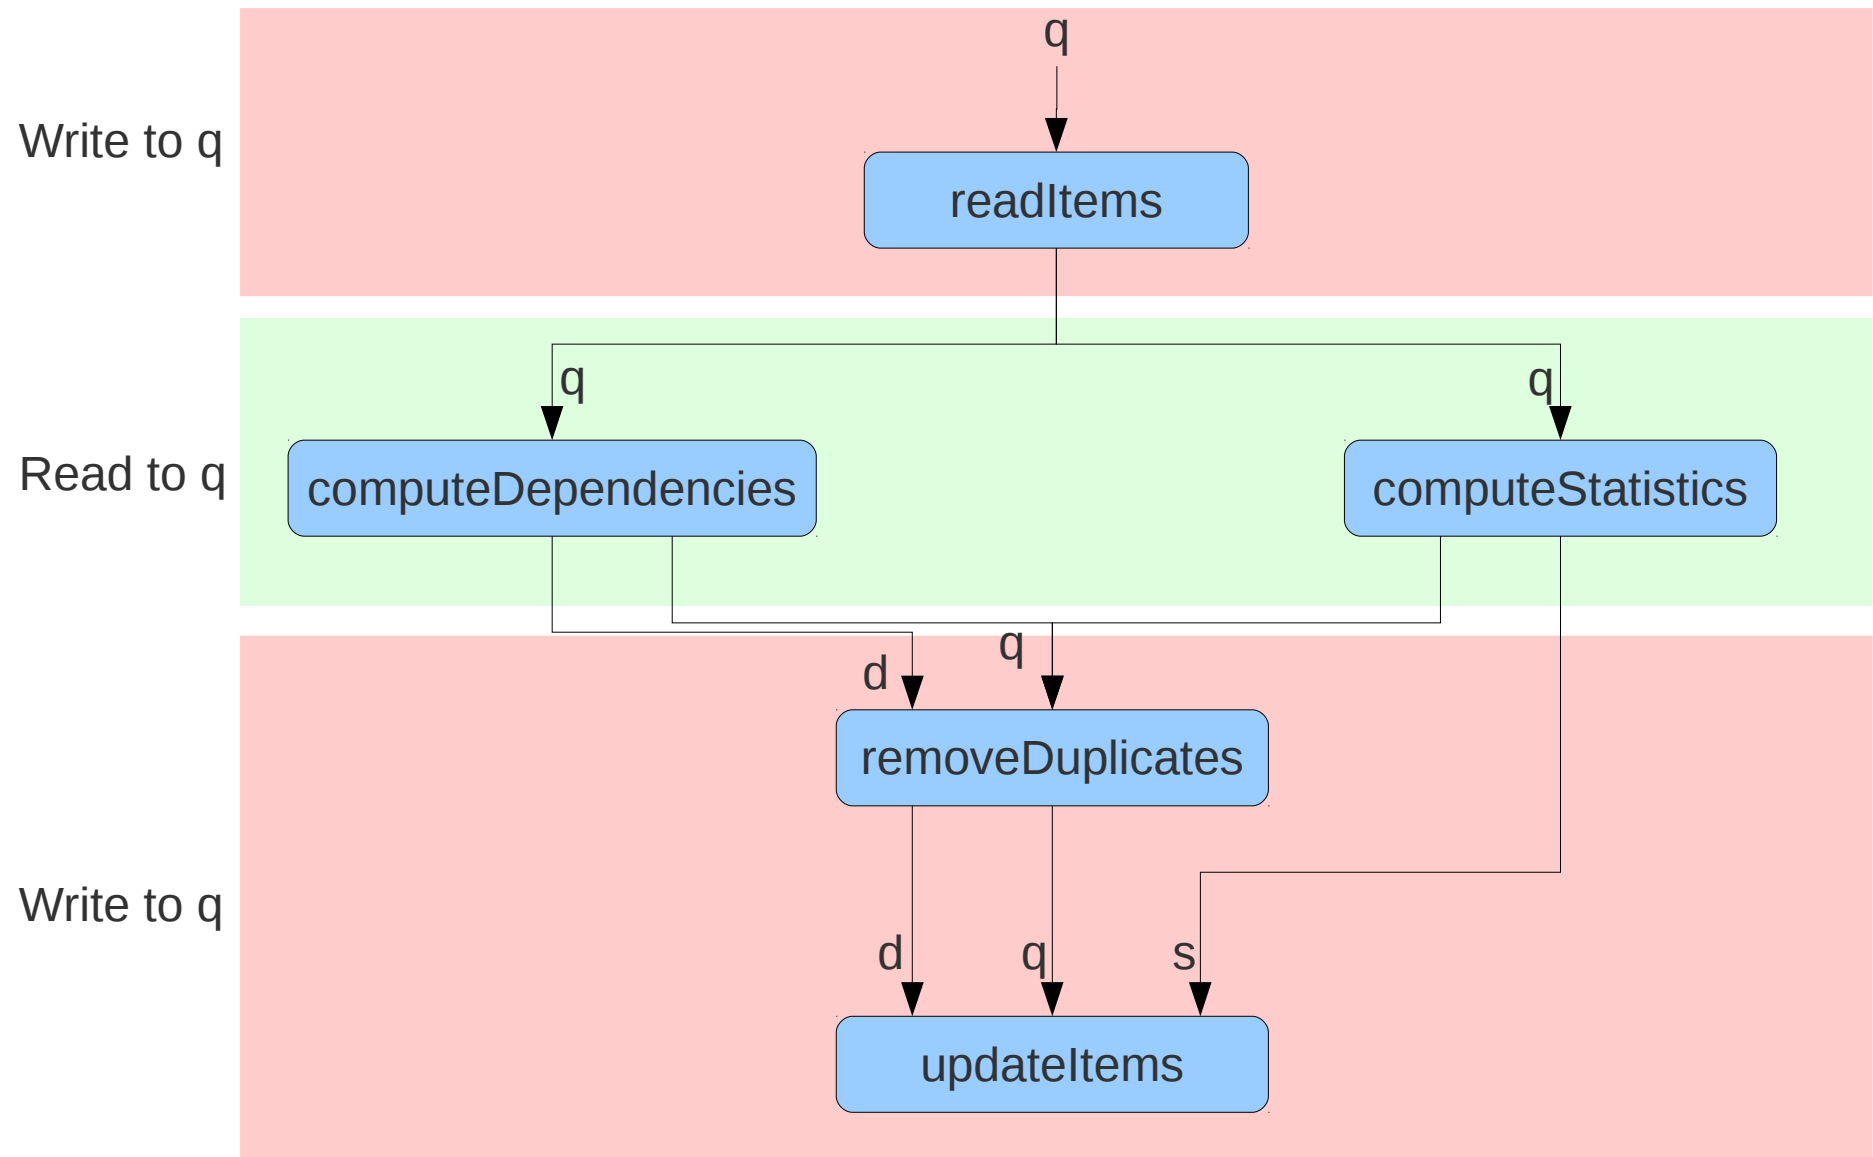 q
Write to q
readItems
q
q
Read to q
computeDependencies
computeStatistics
q
d
removeDuplicates
Write to q
d
q
s
updateItems